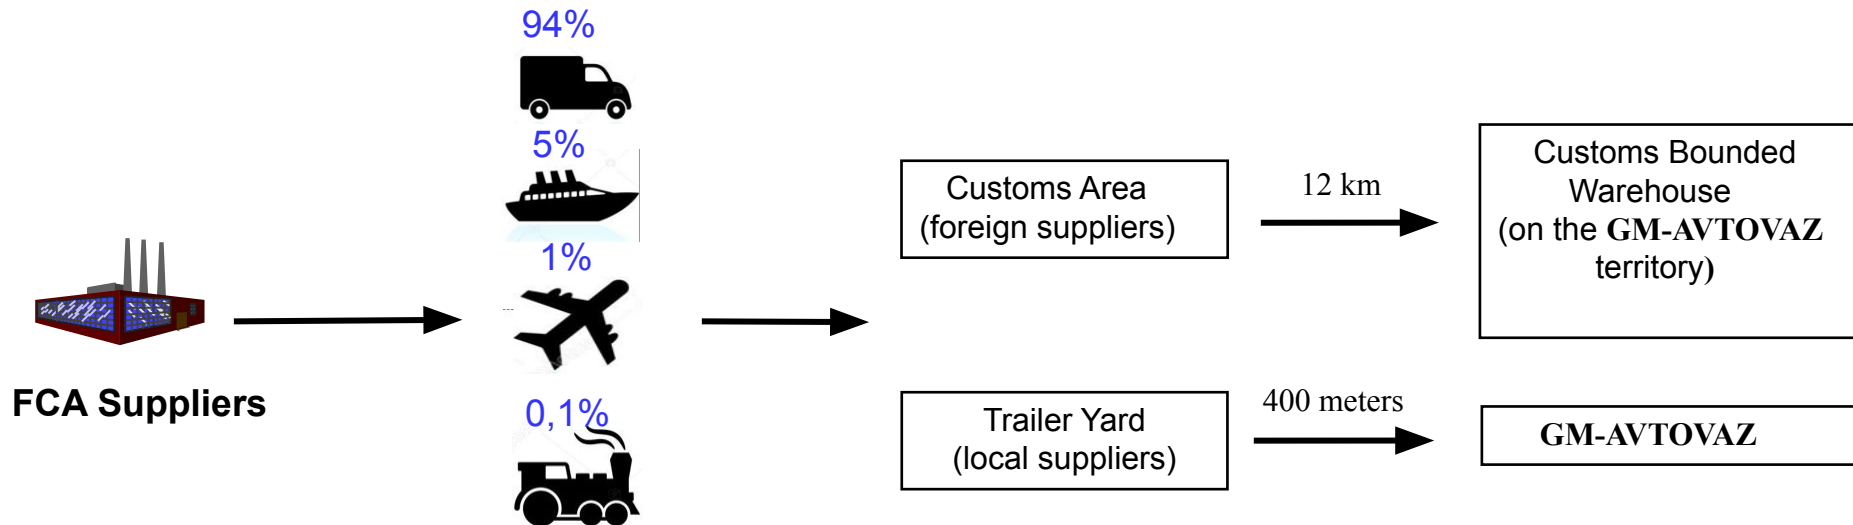 94%
5%
1%
0,1%
FCA Suppliers
Customs Area
(foreign suppliers)
12 km
Customs Bounded
Warehouse
(on the GM-AVTOVAZ
territory)
Trailer Yard
(local suppliers)
400 meters
GM-AVTOVAZ